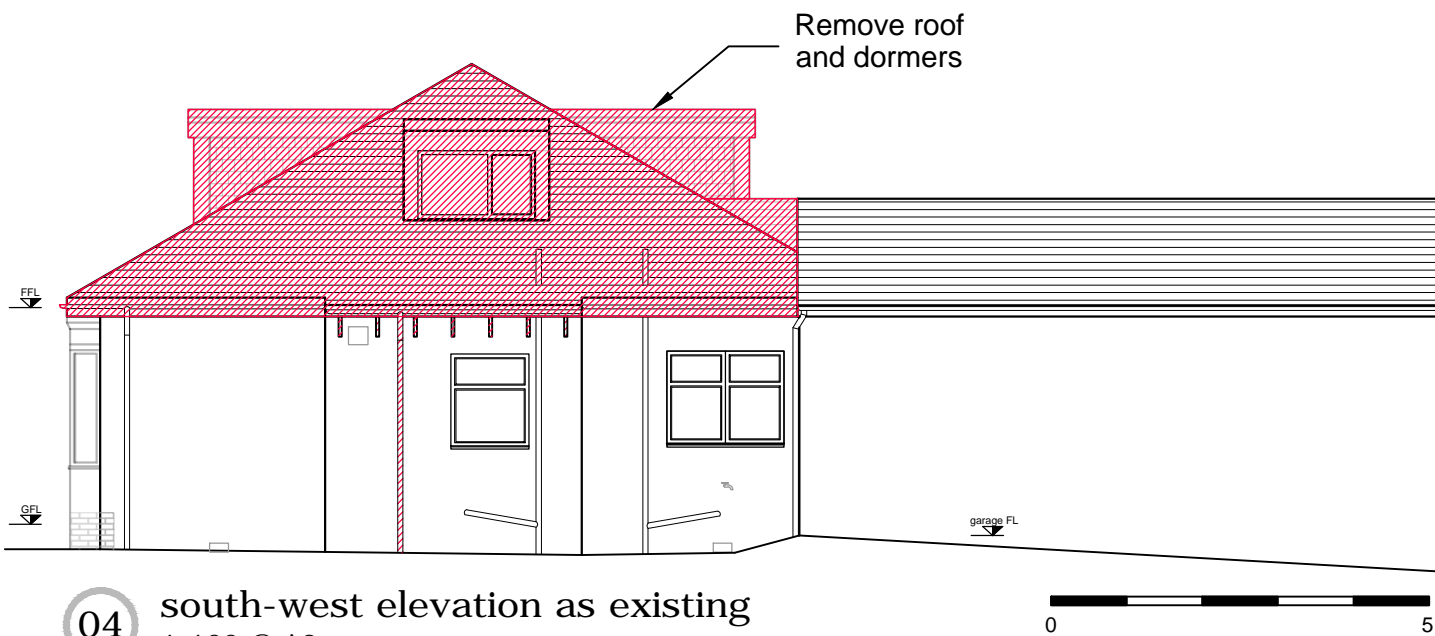 Remove roof
and dormers
FFL
GFL
garage FL
04
south-west elevation as existing
0
5